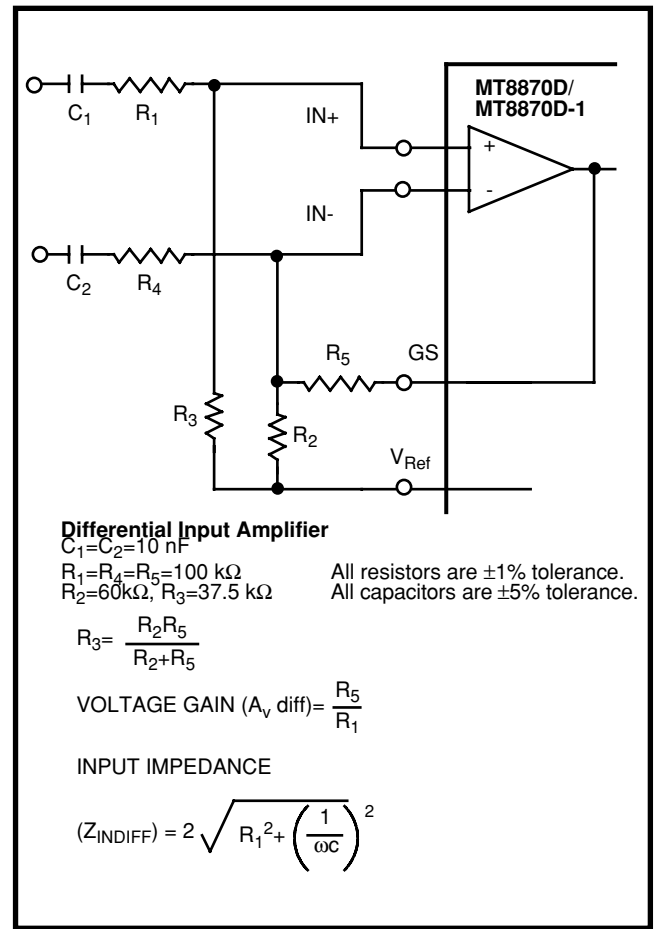 MT8870D/
MT8870D-1
C1 R1 IN+
+
-
IN-
C2 R4
R5 GS
R3 R2
VRef
Differential Input Amplifier
C1=C2=10 nF
R1=R4=R5=100 kΩ All resistors are ±1% tolerance.
R2=60kΩ, R3=37.5 kΩ All capacitors are ±5% tolerance.
R3= R2R5
R2+R5
VOLTAGE GAIN (Av diff)= R5
R1
INPUT IMPEDANCE
(ZINDIFF) = 2 √ R1²+ ( 1
ωc ) ²